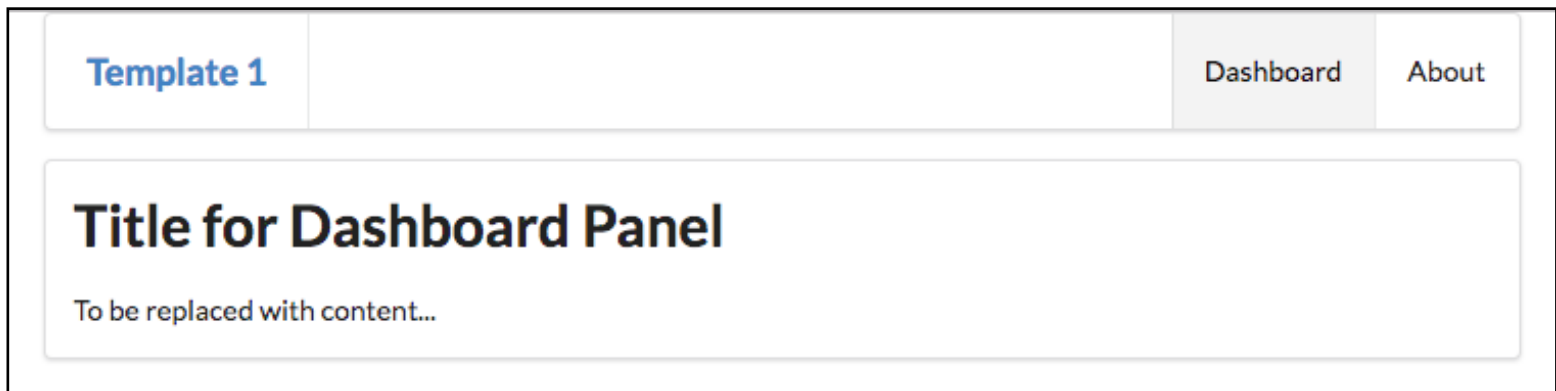 Template 1
Dashboard
About
Title for Dashboard Panel
To be replaced with content...